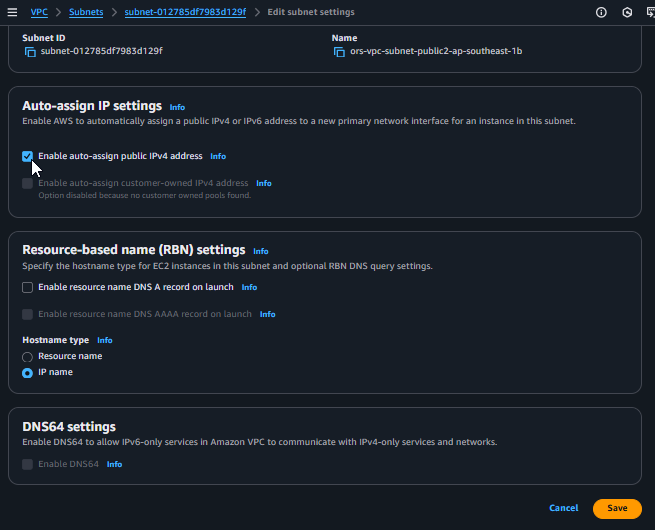 VPC > Subnets > subnet-012785df7983d129f > Edit subnet settings
Subnet ID
subnet-012785df7983d129f
Name
ors-vpc-subnet-public2-ap-southeast-1b
Auto-assign IP settings Info
Enable AWS to automatically assign a public IPv4 or IPv6 address to a new primary network interface for an instance in this subnet.
Enable auto-assign public IPv4 address Info
Enable auto-assign customer-owned IPv4 address Info
Option disabled because no customer owned pools found.
Resource-based name (RBN) settings Info
Specify the hostname type for EC2 instances in this subnet and optional RBN DNS query settings.
Enable resource name DNS A record on launch Info
Enable resource name DNS AAAA record on launch Info
Hostname type Info
Resource name
IP name
DNS64 settings
Enable DNS64 to allow IPv6-only services in Amazon VPC to communicate with IPv4-only services and networks.
Enable DNS64 Info
Cancel
Save